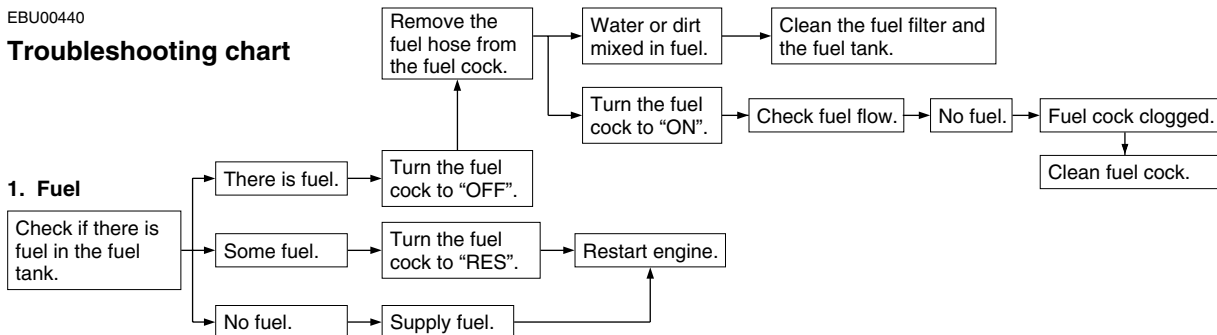 EBU00440
Troubleshooting chart
Remove the
fuel hose from
the fuel cock.
Water or dirt
mixed in fuel.
Clean the fuel filter and
the fuel tank.
Turn the fuel
cock to “ON”.
Check fuel flow.
No fuel.
Fuel cock clogged.
Clean fuel cock.
1. Fuel
There is fuel.
Turn the fuel
cock to “OFF”.
Check if there is
fuel in the fuel
tank.
Some fuel.
Turn the fuel
cock to “RES”.
Restart engine.
No fuel.
Supply fuel.